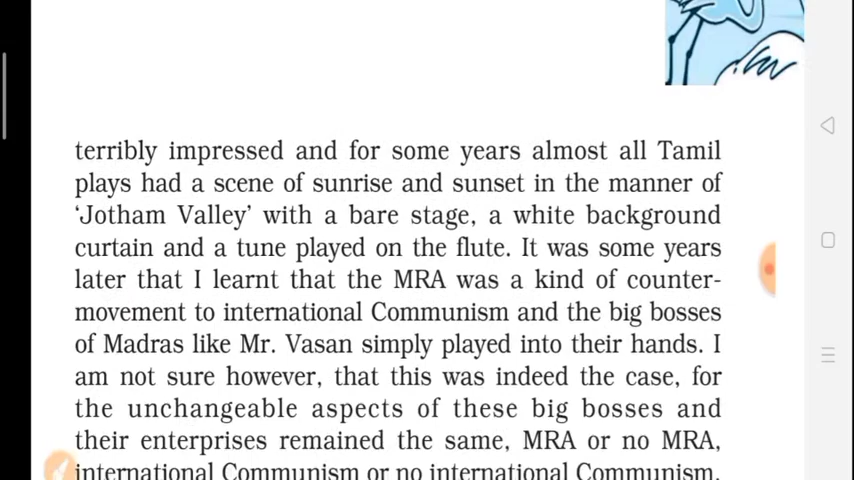 terribly impressed and for some years almost all Tamil
plays had a scene of sunrise and sunset in the manner of
‘Jotham Valley’ with a bare stage, a white background
curtain and a tune played on the flute. It was some years
later that I learnt that the MRA was a kind of counter-
movement to international Communism and the big bosses
of Madras like Mr. Vasan simply played into their hands. I
am not sure however, that this was indeed the case, for
the unchangeable aspects of these big bosses and
their enterprises remained the same, MRA or no MRA,
international Communism or no international Communism.